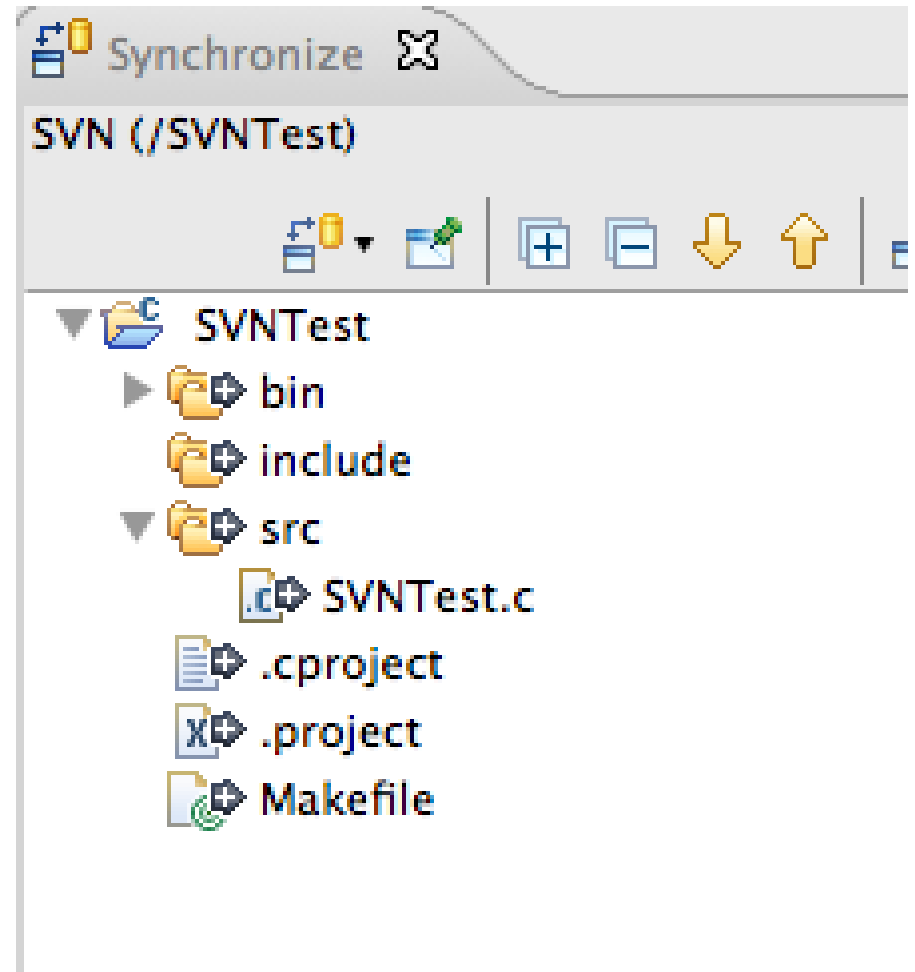 Synchronize
SVN (/SVNTest)
SVNTest
bin
include
src
SVNTest.c
.cproject
.project
Makefile